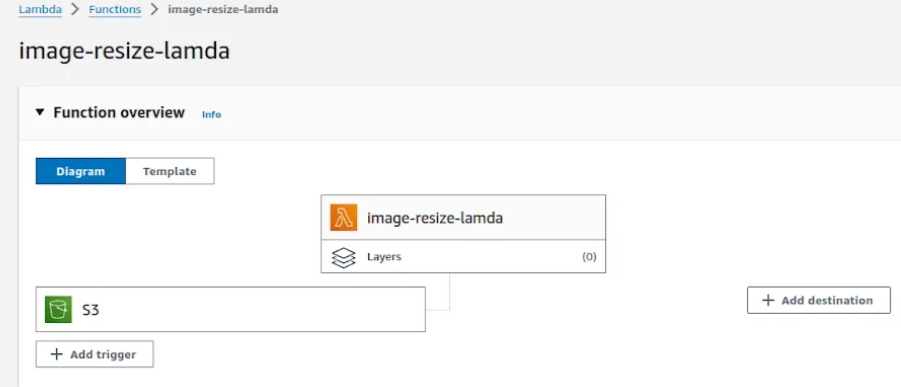 Lambda > Functions > image-resize-lamda
image-resize-lamda
Function overview Info
Diagram Template
image-resize-lamda
Layers (0)
S3
+ Add destination
+ Add trigger